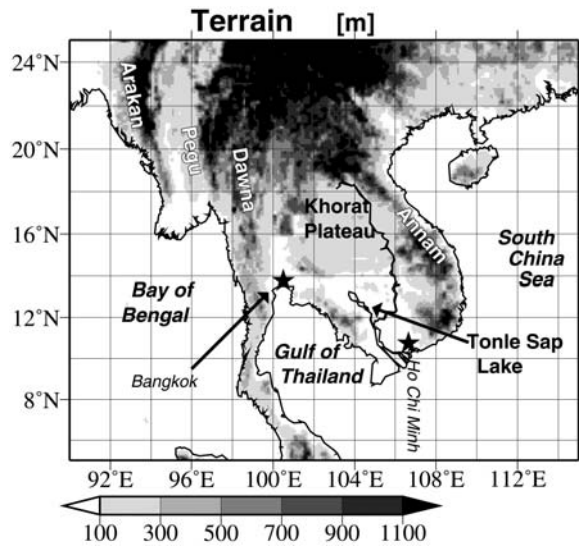 Terrain [m]
24°N
20°N
16°N
12°N
8°N
Arakan
Pegu
Dawna
Khorat
Plateau
Annam
South
China
Sea
Bay of
Bengal
Bangkok
Gulf of
Thailand
Tonle Sap
Lake
Ho Chi Minh
92°E 96°E 100°E 104°E 108°E 112°E
100 300 500 700 900 1100